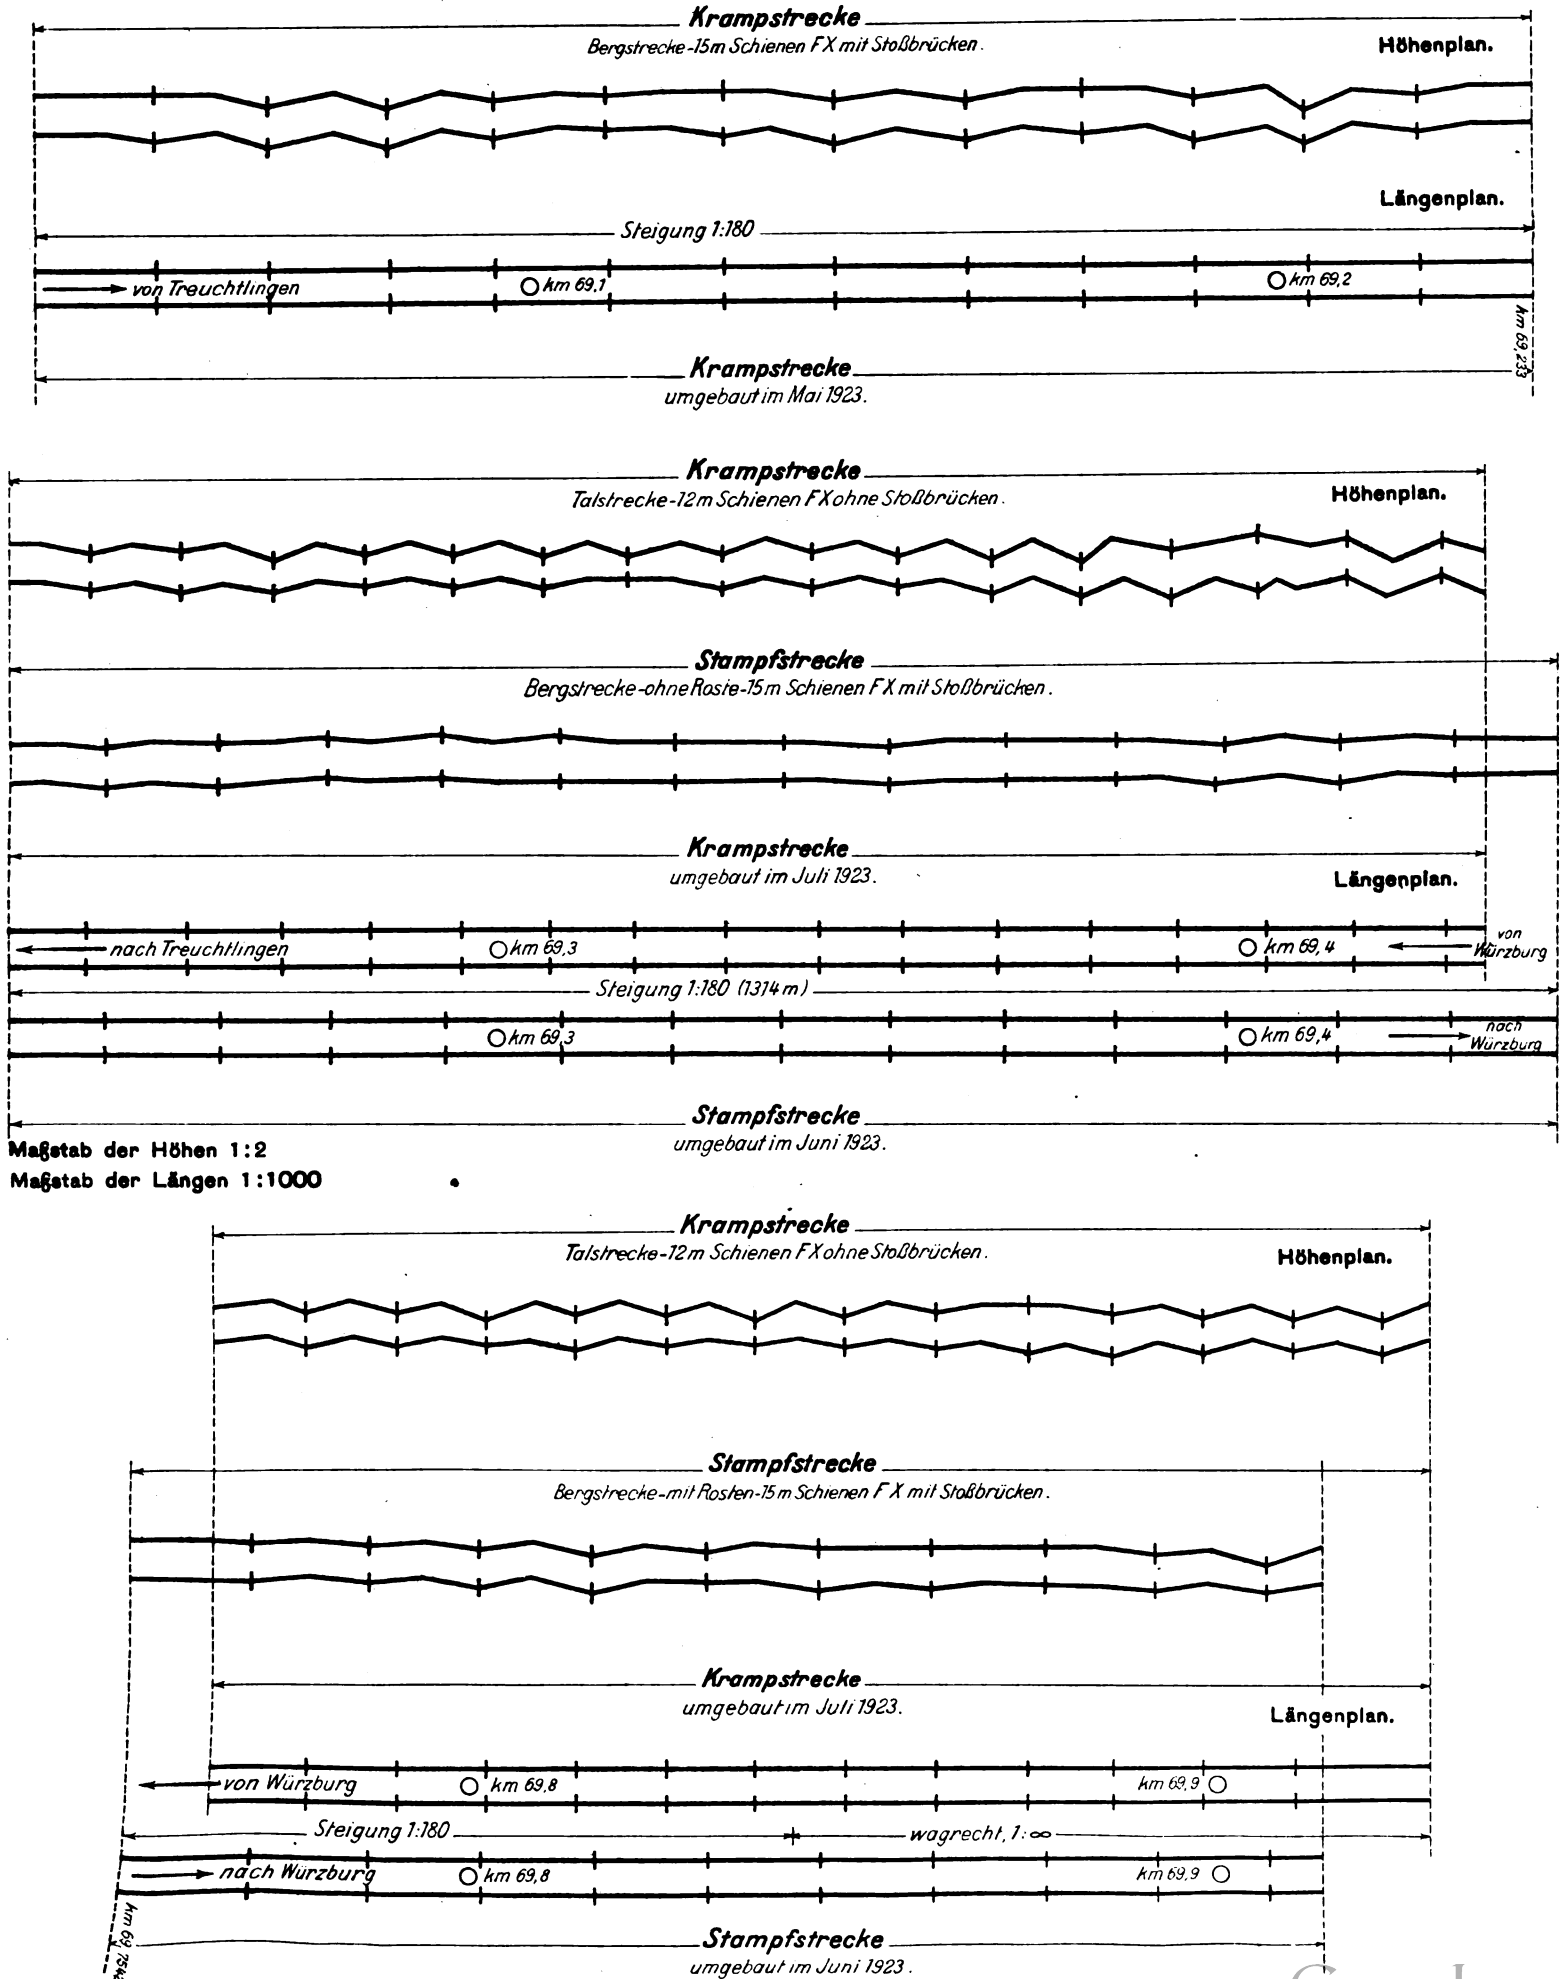 Krampstrecke
Bergstrecke-15m Schienen FX mit Stoßbrücken.
Höhenplan.
Längenplan.
Steigung 1:180
von Treuchtlingen
km 69,1
km 69,2
km 69,233
Krampstrecke
umgebaut im Mai 1923.
Krampstrecke
Talstrecke-12m Schienen FX ohne Stoßbrücken.
Höhenplan.
Stampfstrecke
Bergstrecke-ohne Roste-15m Schienen FX mit Stoßbrücken.
Krampstrecke
umgebaut im Juli 1923.
Längenplan.
nach Treuchtlingen
km 69,3
km 69,4
von
Würzburg
Steigung 1:180 (1314 m)
km 69,3
km 69,4
nach
Würzburg
Stampfstrecke
umgebaut im Juni 1923.
Maßstab der Höhen 1:2
Maßstab der Längen 1:1000
Krampstrecke
Talstrecke-12m Schienen FX ohne Stoßbrücken.
Höhenplan.
Stampfstrecke
Bergstrecke-mit Rosten-15m Schienen FX mit Stoßbrücken.
Krampstrecke
umgebaut im Juli 1923.
Längenplan.
von Würzburg
km 69,8
km 69,9
Steigung 1:180
wagrecht, 1:∞
nach Würzburg
km 69,8
km 69,9
Stampfstrecke
umgebaut im Juni 1923.